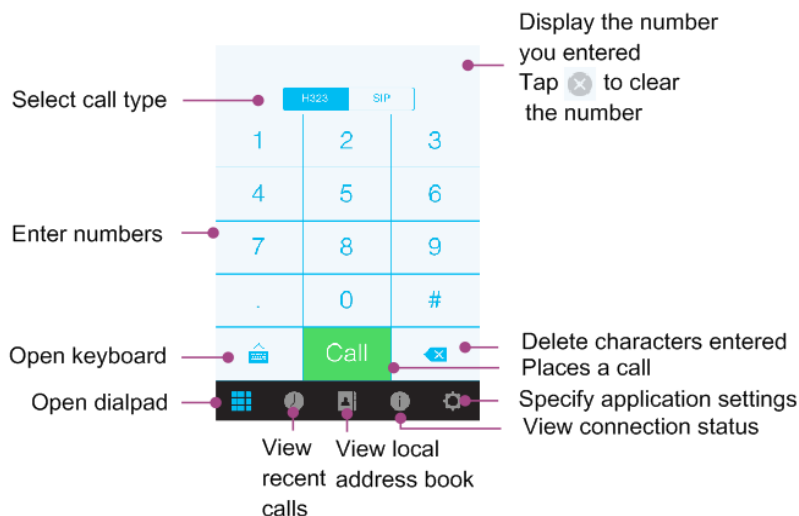 Display the number
you entered
Tap to clear
the number
Select call type
H323 SIP
1 2 3
4 5 6
Enter numbers
7 8 9
. 0 #
Open keyboard
Call
Delete characters entered
Places a call
Open dialpad
Specify application settings
View connection status
View
recent
calls
View local
address book